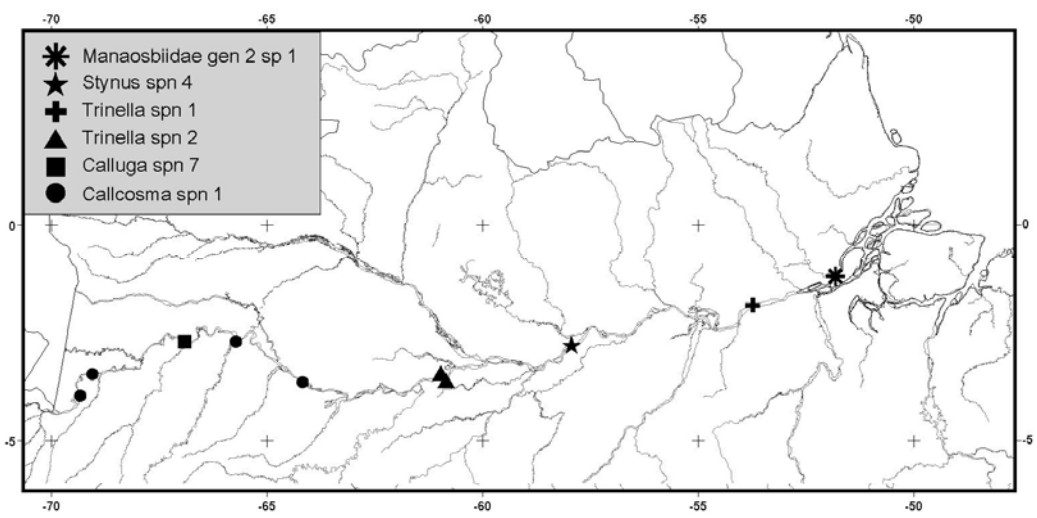 -70 -65 -60 -55 -50
Manaosbiidae gen 2 sp 1
Stynus spn 4
Trinella spn 1
Trinella spn 2
Calluga spn 7
Callcosma spn 1
0 0
-5 -5
-70 -65 -60 -55 -50